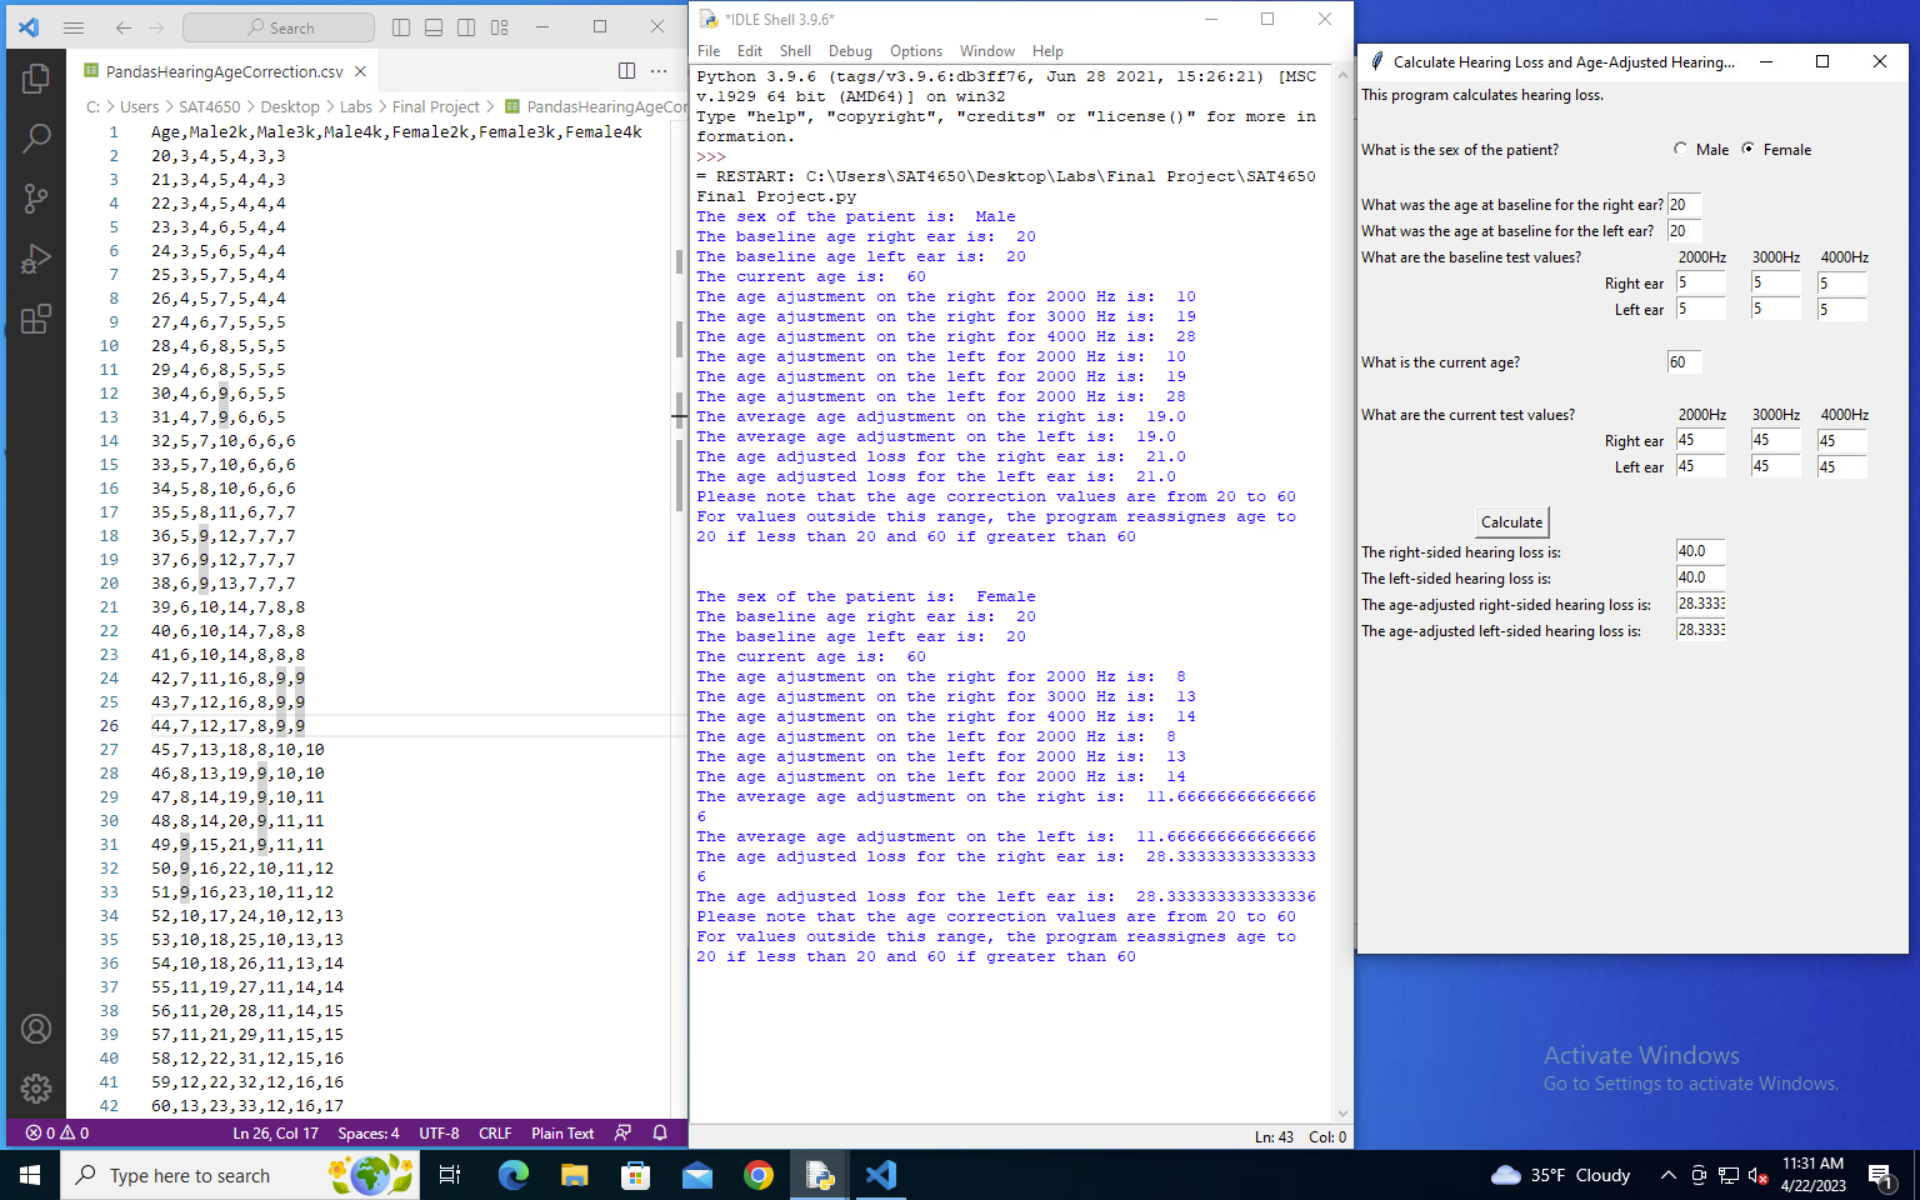 Search
PandasHearingAgeCorrection.csv
C: > Users > SAT4650 > Desktop > Labs > Final Project > PandasHearingAgeCor
1 Age,Male2k,Male3k,Male4k,Female2k,Female3k,Female4k
2 20,3,4,5,4,3,3
3 21,3,4,5,4,4,3
4 22,3,4,5,4,4,4
5 23,3,4,6,5,4,4
6 24,3,5,6,5,4,4
7 25,3,5,7,5,4,4
8 26,4,5,7,5,4,4
9 27,4,6,7,5,5,5
10 28,4,6,8,5,5,5
11 29,4,6,8,5,5,5
12 30,4,6,9,6,5,5
13 31,4,7,9,6,6,5
14 32,5,7,10,6,6,6
15 33,5,7,10,6,6,6
16 34,5,8,10,6,6,6
17 35,5,8,11,6,7,7
18 36,5,9,12,7,7,7
19 37,6,9,12,7,7,7
20 38,6,9,13,7,7,7
21 39,6,10,14,7,8,8
22 40,6,10,14,7,8,8
23 41,6,10,14,8,8,8
24 42,7,11,16,8,9,9
25 43,7,12,16,8,9,9
26 44,7,12,17,8,9,9
27 45,7,13,18,8,10,10
28 46,8,13,19,9,10,10
29 47,8,14,19,9,10,11
30 48,8,14,20,9,11,11
31 49,9,15,21,9,11,11
32 50,9,16,22,10,11,12
33 51,9,16,23,10,11,12
34 52,10,17,24,10,12,13
35 53,10,18,25,10,13,13
36 54,10,18,26,11,13,14
37 55,11,19,27,11,14,14
38 56,11,20,28,11,14,15
39 57,11,21,29,11,15,15
40 58,12,22,31,12,15,16
41 59,12,22,32,12,16,16
42 60,13,23,33,12,16,17
0 0 Ln 26, Col 17 Spaces: 4 UTF-8 CRLF Plain Text
*IDLE Shell 3.9.6*
File Edit Shell Debug Options Window Help
Python 3.9.6 (tags/v3.9.6:db3ff76, Jun 28 2021, 15:26:21) [MSC
v.1929 64 bit (AMD64)] on win32
Type "help", "copyright", "credits" or "license()" for more in
formation.
>>>
= RESTART: C:\Users\SAT4650\Desktop\Labs\Final Project\SAT4650
Final Project.py
The sex of the patient is:  Male
The baseline age right ear is:  20
The baseline age left ear is:  20
The current age is:  60
The age ajustment on the right for 2000 Hz is:  10
The age ajustment on the right for 3000 Hz is:  19
The age ajustment on the right for 4000 Hz is:  28
The age ajustment on the left for 2000 Hz is:  10
The age ajustment on the left for 2000 Hz is:  19
The age ajustment on the left for 2000 Hz is:  28
The average age adjustment on the right is:  19.0
The average age adjustment on the left is:  19.0
The age adjusted loss for the right ear is:  21.0
The age adjusted loss for the left ear is:  21.0
Please note that the age correction values are from 20 to 60
For values outside this range, the program reassignes age to
20 if less than 20 and 60 if greater than 60
The sex of the patient is:  Female
The baseline age right ear is:  20
The baseline age left ear is:  20
The current age is:  60
The age ajustment on the right for 2000 Hz is:  8
The age ajustment on the right for 3000 Hz is:  13
The age ajustment on the right for 4000 Hz is:  14
The age ajustment on the left for 2000 Hz is:  8
The age ajustment on the left for 2000 Hz is:  13
The age ajustment on the left for 2000 Hz is:  14
The average age adjustment on the right is:  11.66666666666666
6
The average age adjustment on the left is:  11.666666666666666
The age adjusted loss for the right ear is:  28.33333333333333
6
The age adjusted loss for the left ear is:  28.333333333333336
Please note that the age correction values are from 20 to 60
For values outside this range, the program reassignes age to
20 if less than 20 and 60 if greater than 60
Ln: 43 Col: 0
Calculate Hearing Loss and Age-Adjusted Hearing...
This program calculates hearing loss.
What is the sex of the patient? Male Female
What was the age at baseline for the right ear? 20
What was the age at baseline for the left ear? 20
What are the baseline test values? 2000Hz 3000Hz 4000Hz
Right ear 5 5 5
Left ear 5 5 5
What is the current age? 60
What are the current test values? 2000Hz 3000Hz 4000Hz
Right ear 45 45 45
Left ear 45 45 45
Calculate
The right-sided hearing loss is: 40.0
The left-sided hearing loss is: 40.0
The age-adjusted right-sided hearing loss is: 28.3333
The age-adjusted left-sided hearing loss is: 28.3333
Activate Windows
Go to Settings to activate Windows.
Type here to search
35°F Cloudy
11:31 AM
4/22/2023
1